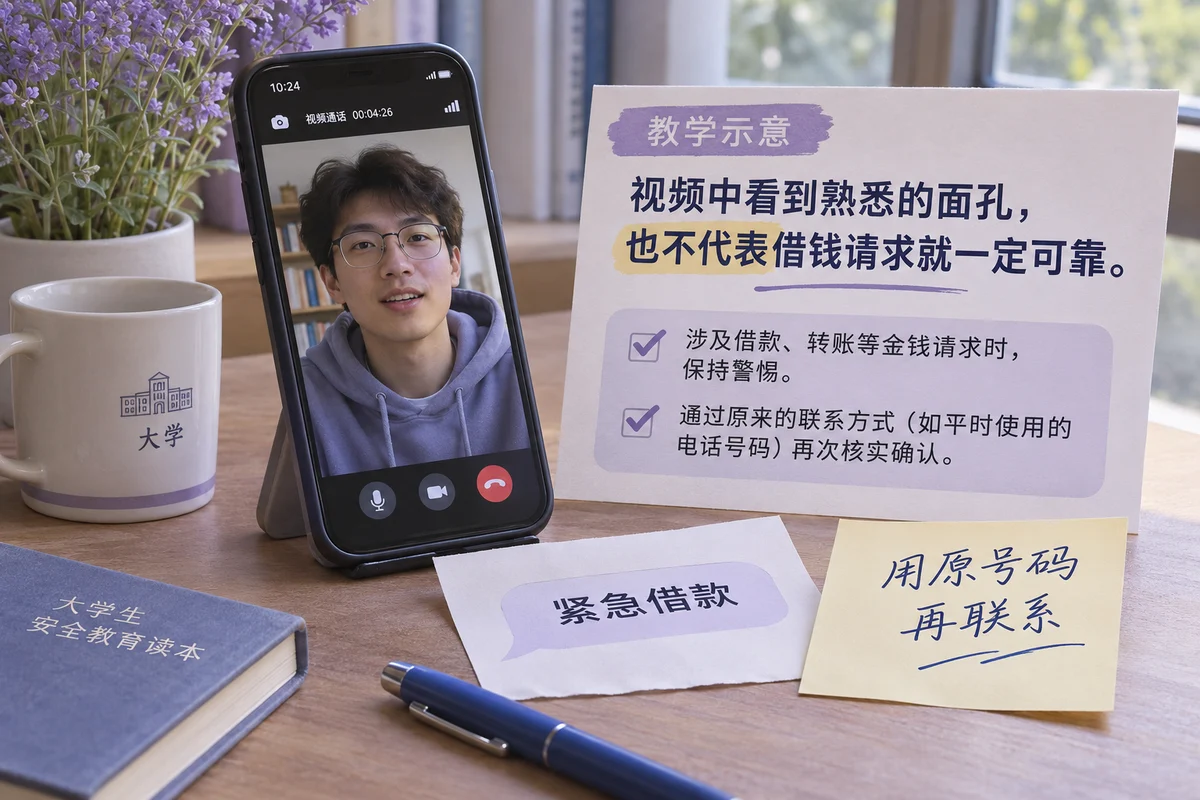 10:24
视频通话 00:04:26
教学示意
视频中看到熟悉的面孔，
也不代表借钱请求就一定可靠。
涉及借款、转账等金钱请求时，
保持警惕。
通过原来的联系方式（如平时使用的
电话号码）再次核实确认。
大学
大学生
安全教育读本
紧急借款
用原号码
再联系